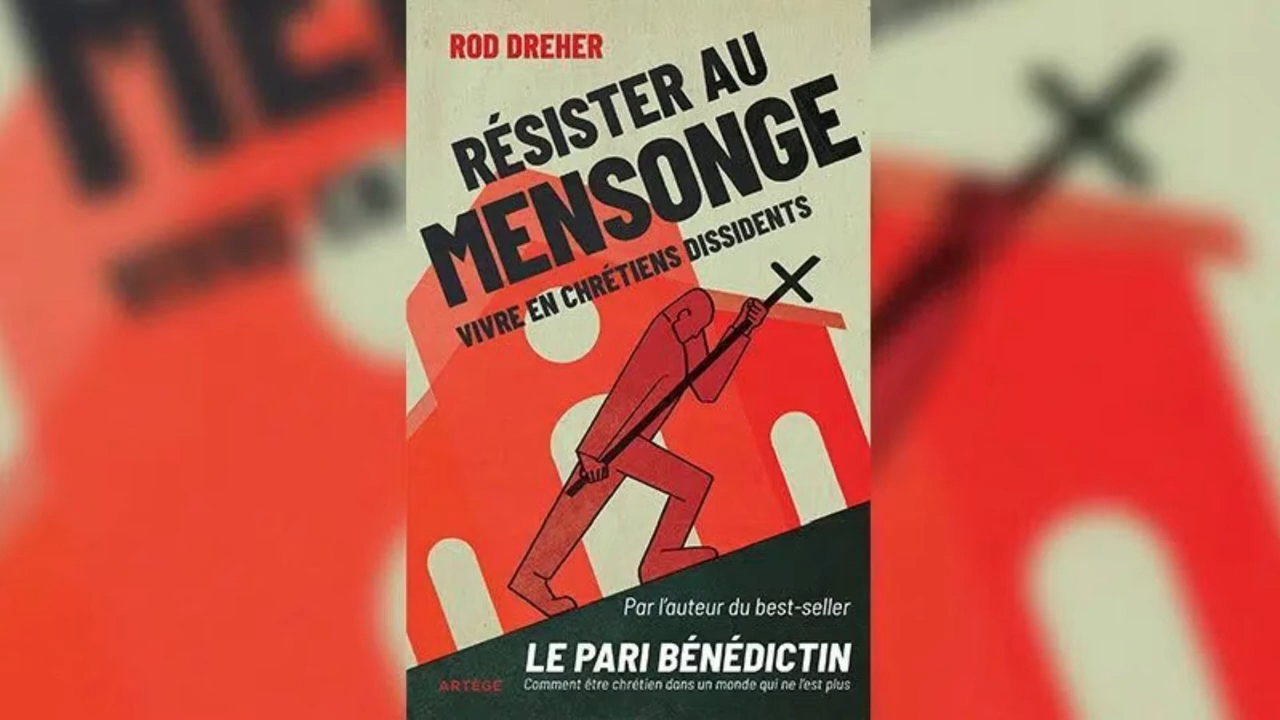 ROD DREHER
RÉSISTER AU
MENSONGE
VIVRE EN CHRÉTIENS DISSIDENTS
Par l'auteur du best-seller
LE PARI BÉNÉDICTIN
ARTÈGE
Comment être chrétien dans un monde qui ne l'est plus